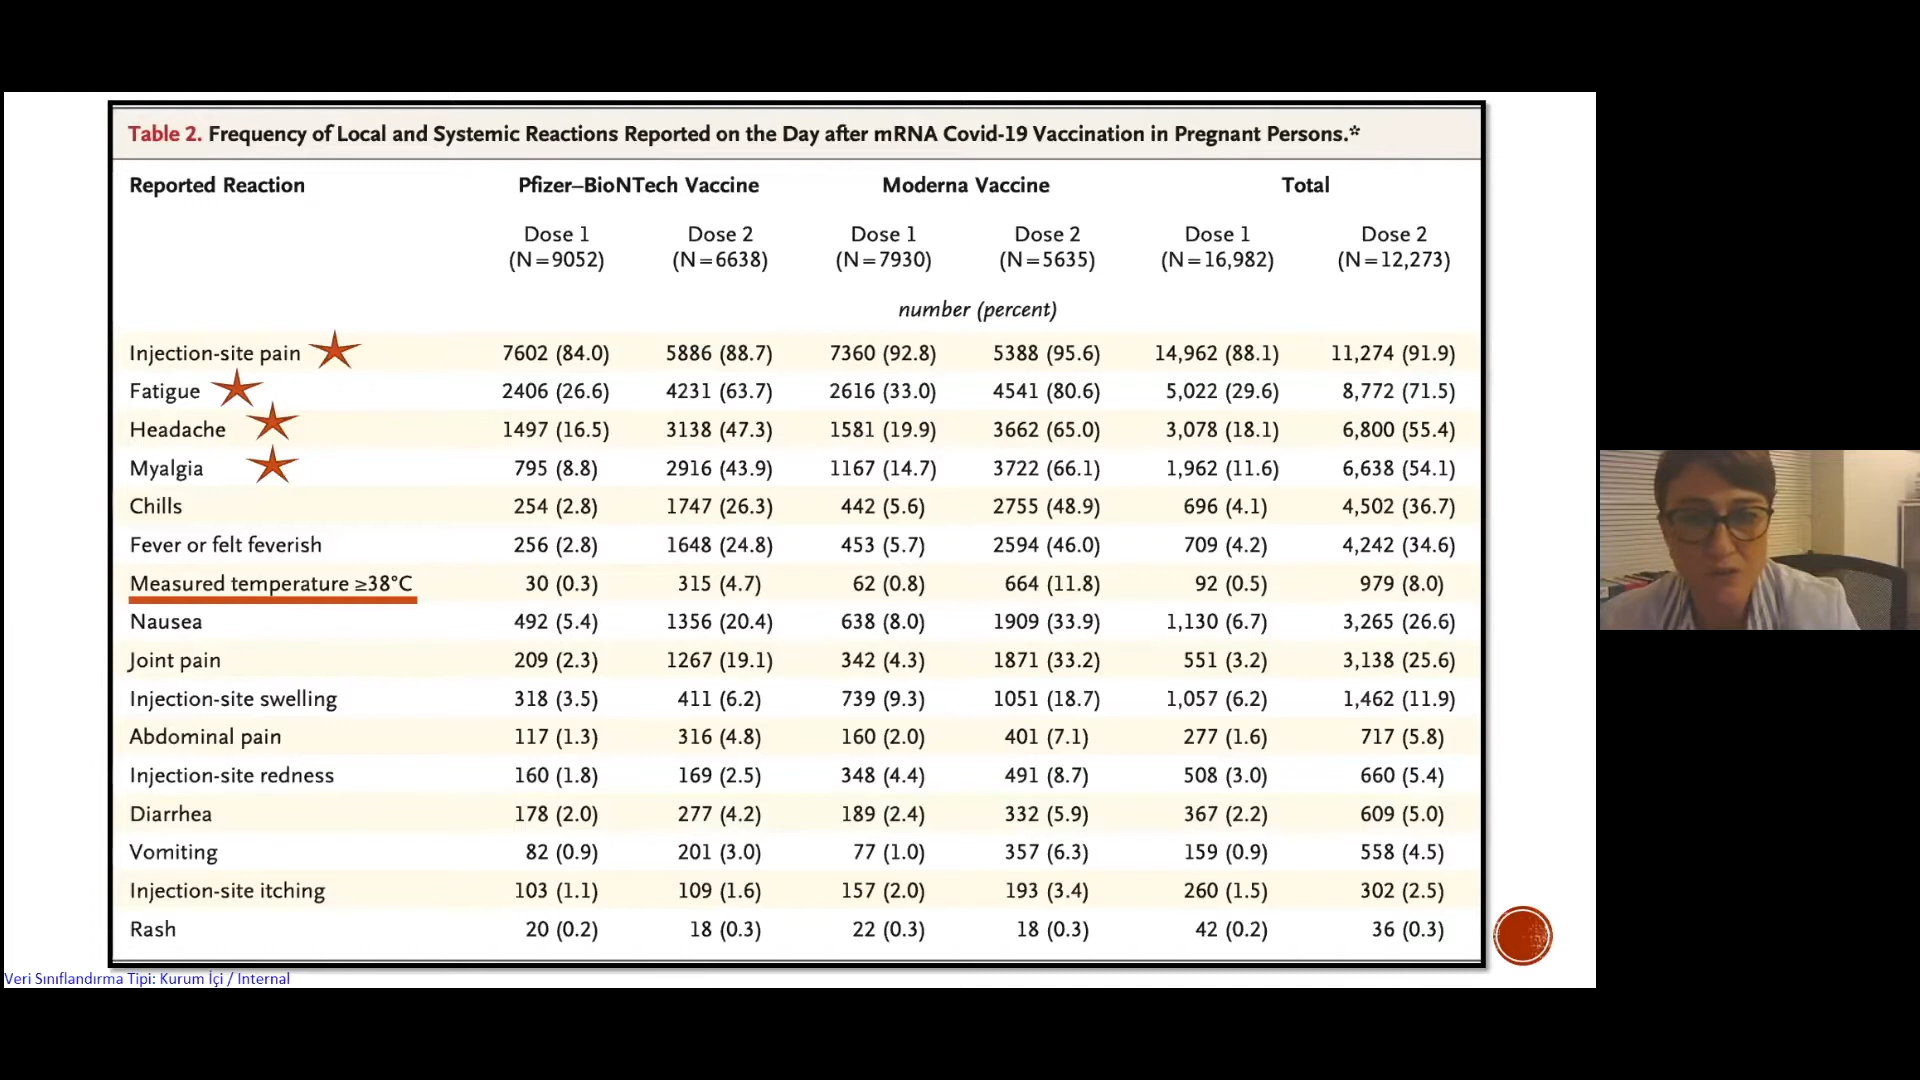 Table 2. Frequency of Local and Systemic Reactions Reported on the Day after mRNA Covid-19 Vaccination in Pregnant Persons.*
Reported Reaction Pfizer–BioNTech Vaccine Moderna Vaccine Total
Dose 1 Dose 2 Dose 1 Dose 2 Dose 1 Dose 2
(N=9052) (N=6638) (N=7930) (N=5635) (N=16,982) (N=12,273)
number (percent)
Injection-site pain 7602 (84.0) 5886 (88.7) 7360 (92.8) 5388 (95.6) 14,962 (88.1) 11,274 (91.9)
Fatigue 2406 (26.6) 4231 (63.7) 2616 (33.0) 4541 (80.6) 5,022 (29.6) 8,772 (71.5)
Headache 1497 (16.5) 3138 (47.3) 1581 (19.9) 3662 (65.0) 3,078 (18.1) 6,800 (55.4)
Myalgia 795 (8.8) 2916 (43.9) 1167 (14.7) 3722 (66.1) 1,962 (11.6) 6,638 (54.1)
Chills 254 (2.8) 1747 (26.3) 442 (5.6) 2755 (48.9) 696 (4.1) 4,502 (36.7)
Fever or felt feverish 256 (2.8) 1648 (24.8) 453 (5.7) 2594 (46.0) 709 (4.2) 4,242 (34.6)
Measured temperature ≥38°C 30 (0.3) 315 (4.7) 62 (0.8) 664 (11.8) 92 (0.5) 979 (8.0)
Nausea 492 (5.4) 1356 (20.4) 638 (8.0) 1909 (33.9) 1,130 (6.7) 3,265 (26.6)
Joint pain 209 (2.3) 1267 (19.1) 342 (4.3) 1871 (33.2) 551 (3.2) 3,138 (25.6)
Injection-site swelling 318 (3.5) 411 (6.2) 739 (9.3) 1051 (18.7) 1,057 (6.2) 1,462 (11.9)
Abdominal pain 117 (1.3) 316 (4.8) 160 (2.0) 401 (7.1) 277 (1.6) 717 (5.8)
Injection-site redness 160 (1.8) 169 (2.5) 348 (4.4) 491 (8.7) 508 (3.0) 660 (5.4)
Diarrhea 178 (2.0) 277 (4.2) 189 (2.4) 332 (5.9) 367 (2.2) 609 (5.0)
Vomiting 82 (0.9) 201 (3.0) 77 (1.0) 357 (6.3) 159 (0.9) 558 (4.5)
Injection-site itching 103 (1.1) 109 (1.6) 157 (2.0) 193 (3.4) 260 (1.5) 302 (2.5)
Rash 20 (0.2) 18 (0.3) 22 (0.3) 18 (0.3) 42 (0.2) 36 (0.3)
Veri Sınıflandırma Tipi: Kurum İçi / Internal